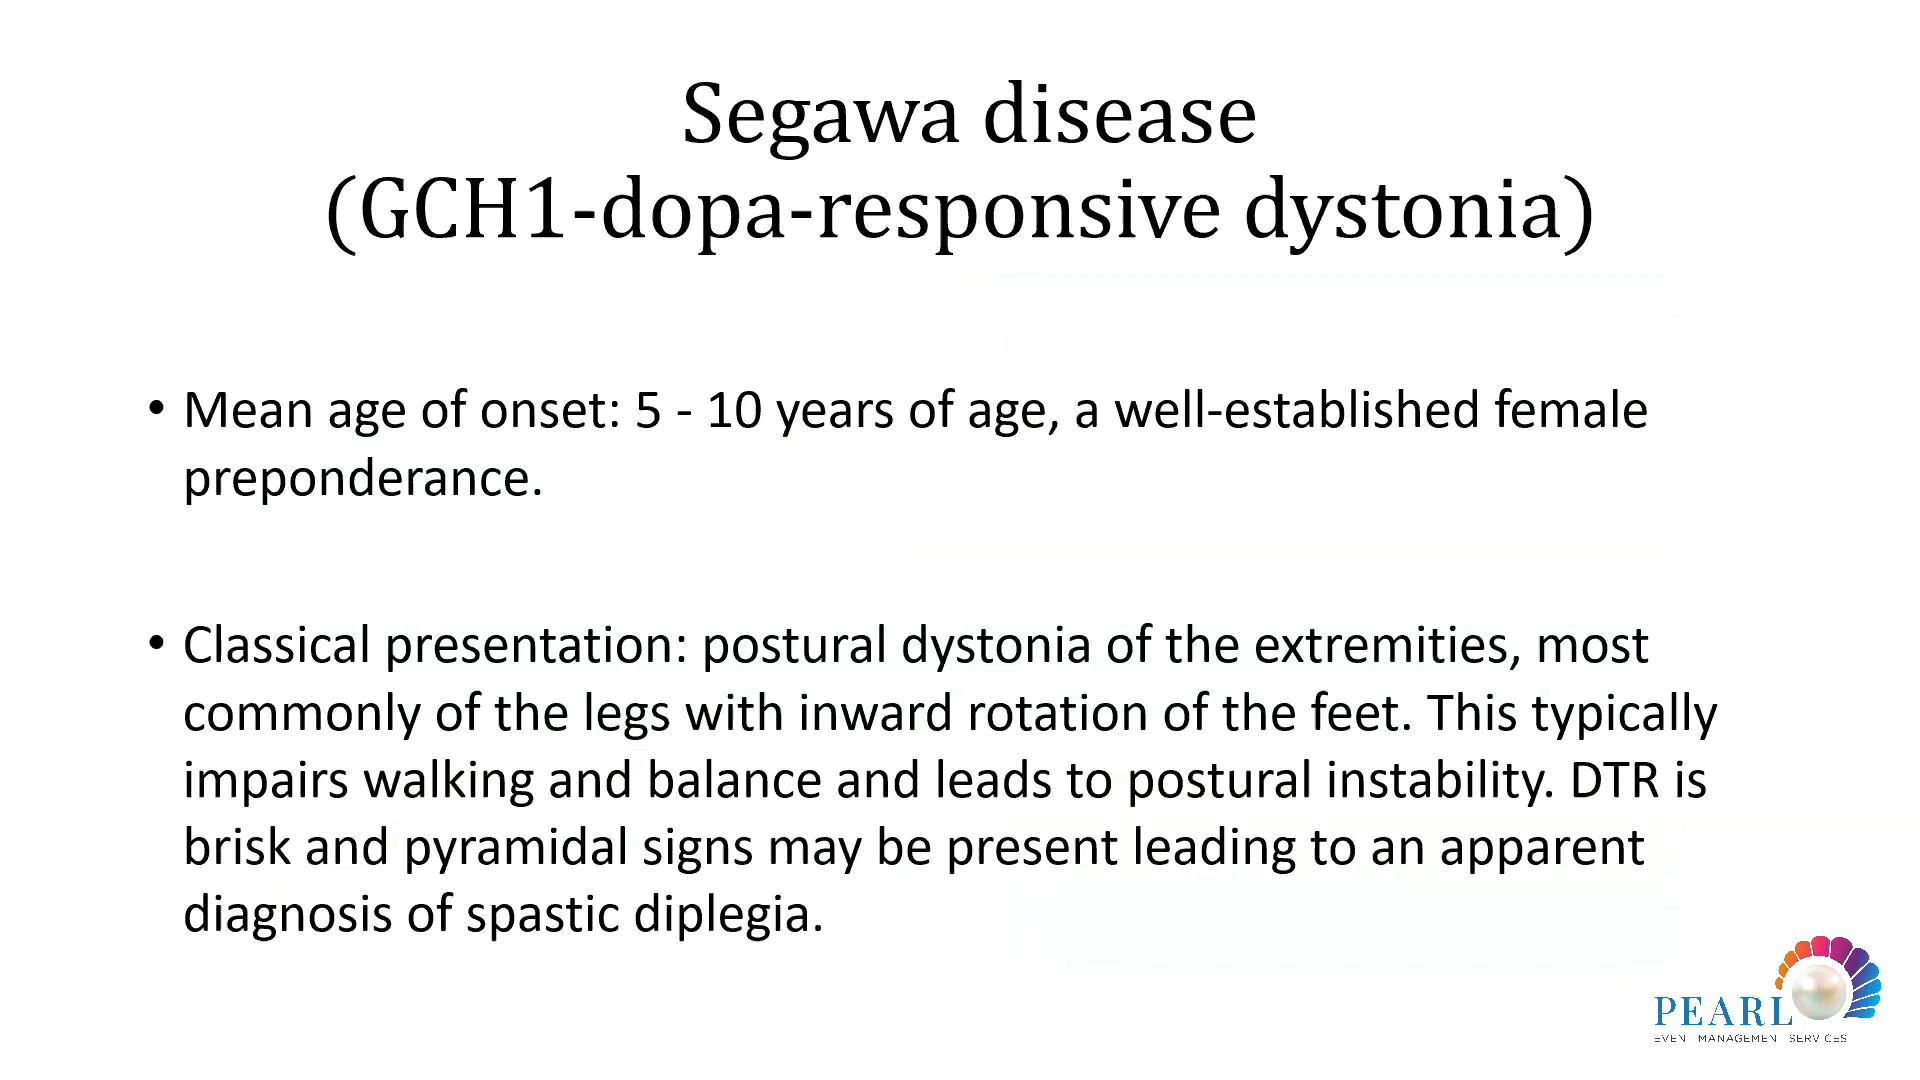 Segawa disease
(GCH1-dopa-responsive dystonia)
• Mean age of onset: 5 - 10 years of age, a well-established female
preponderance.
• Classical presentation: postural dystonia of the extremities, most
commonly of the legs with inward rotation of the feet. This typically
impairs walking and balance and leads to postural instability. DTR is
brisk and pyramidal signs may be present leading to an apparent
diagnosis of spastic diplegia.
PEARL
EVENT MANAGEMENT SERVICES